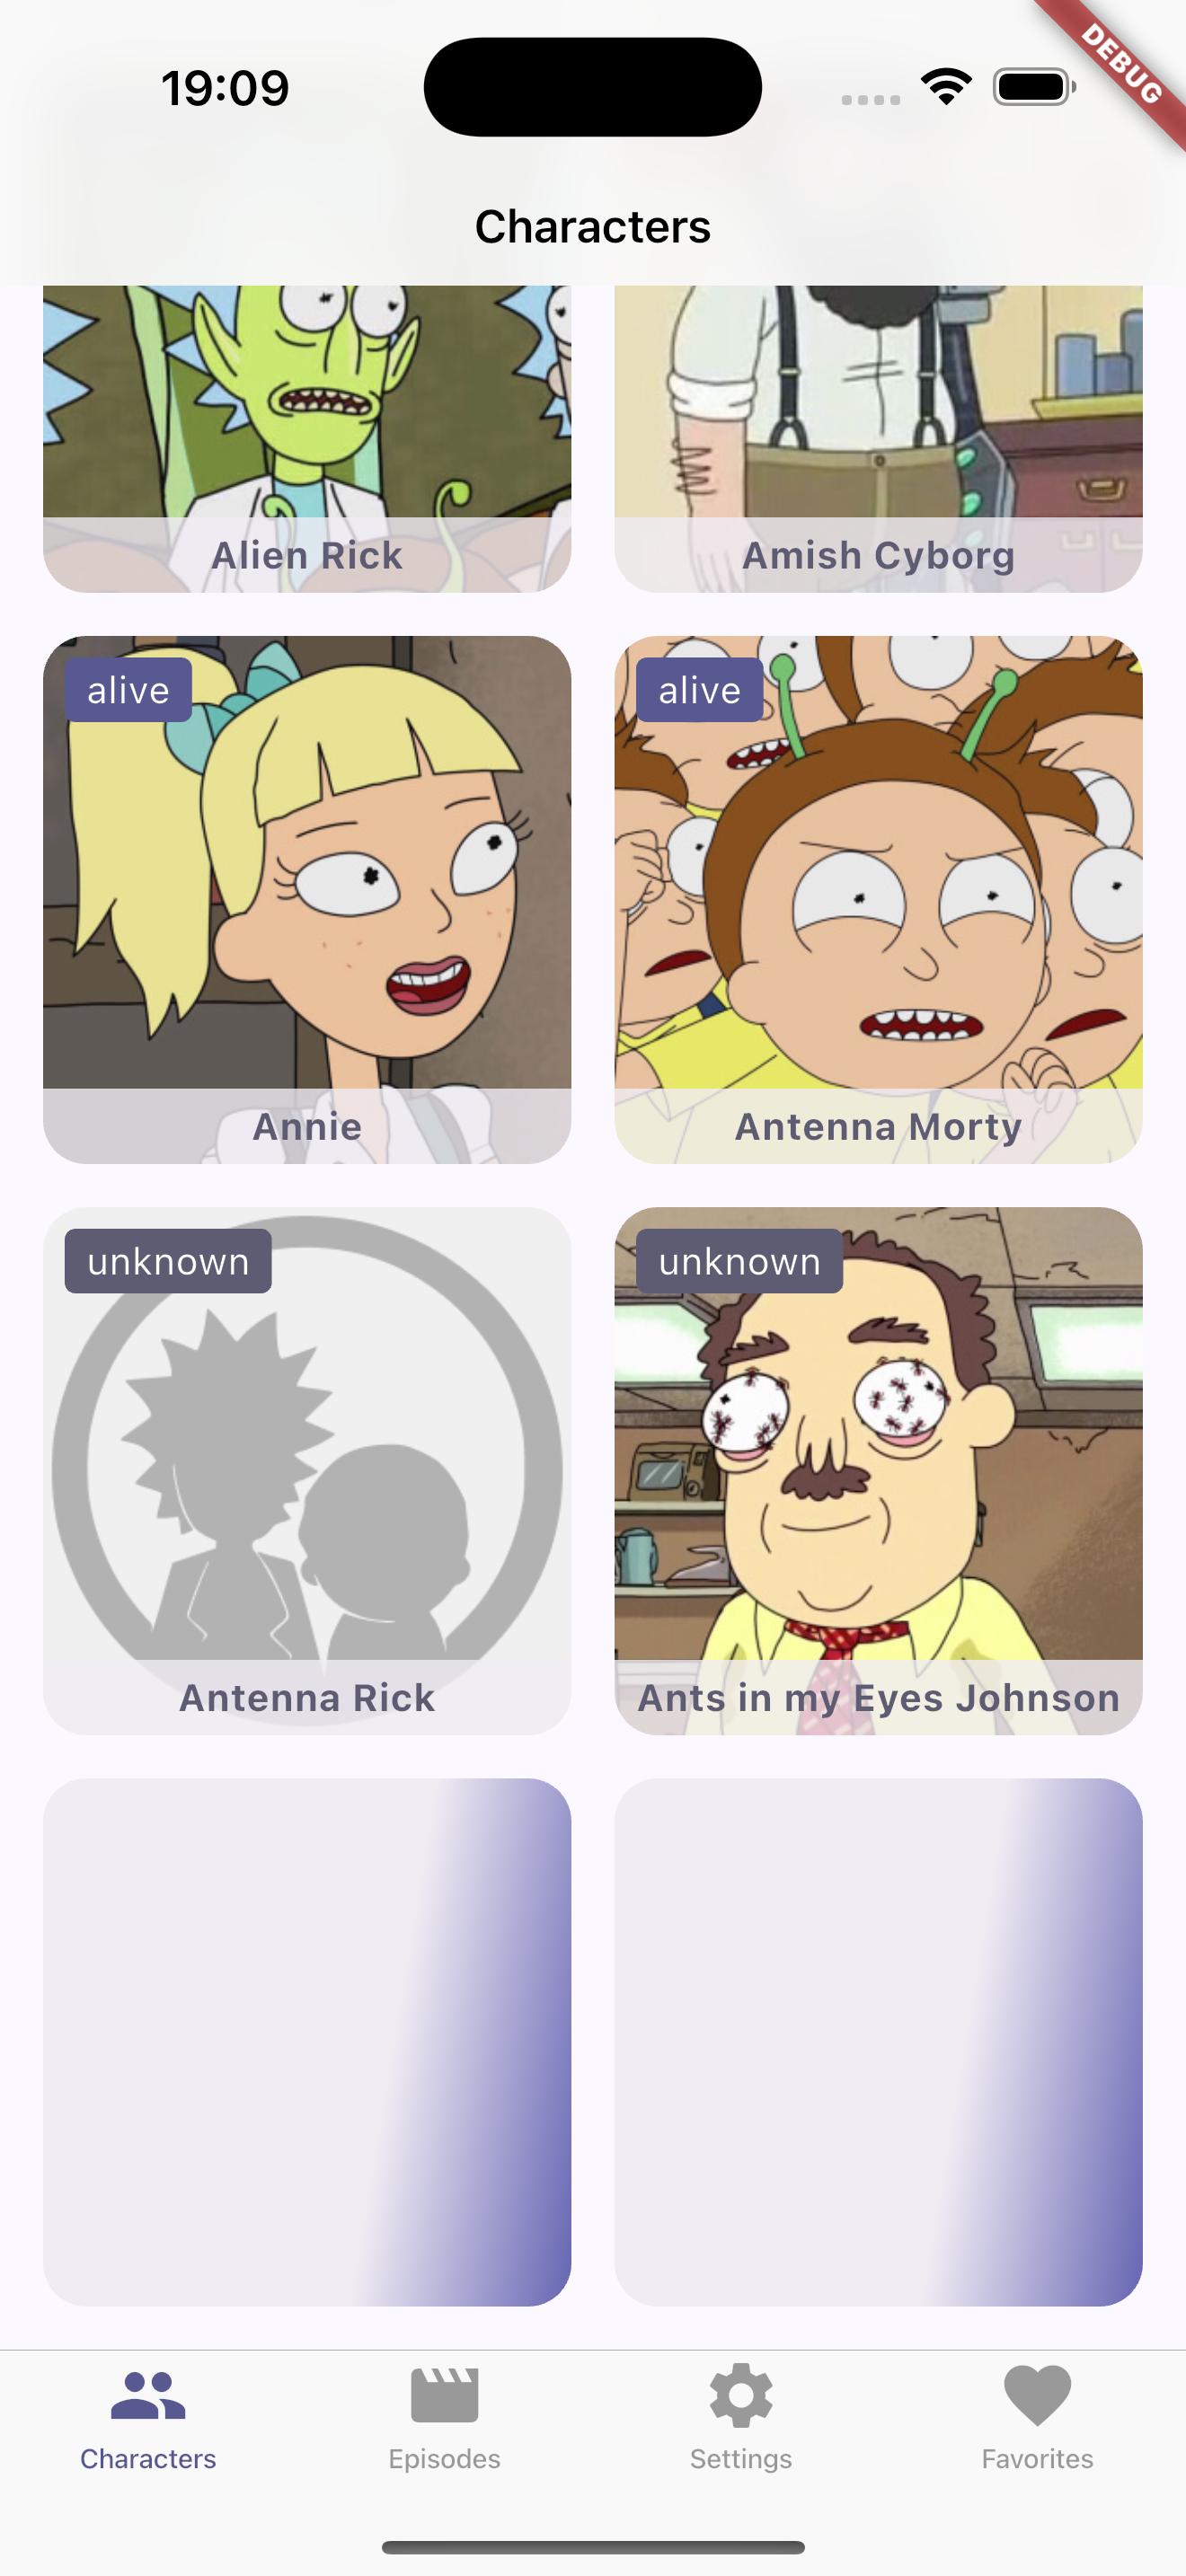 19:09
DEBUG
Characters
Alien Rick
Amish Cyborg
alive
alive
Annie
Antenna Morty
unknown
unknown
Antenna Rick
Ants in my Eyes Johnson
Characters
Episodes
Settings
Favorites